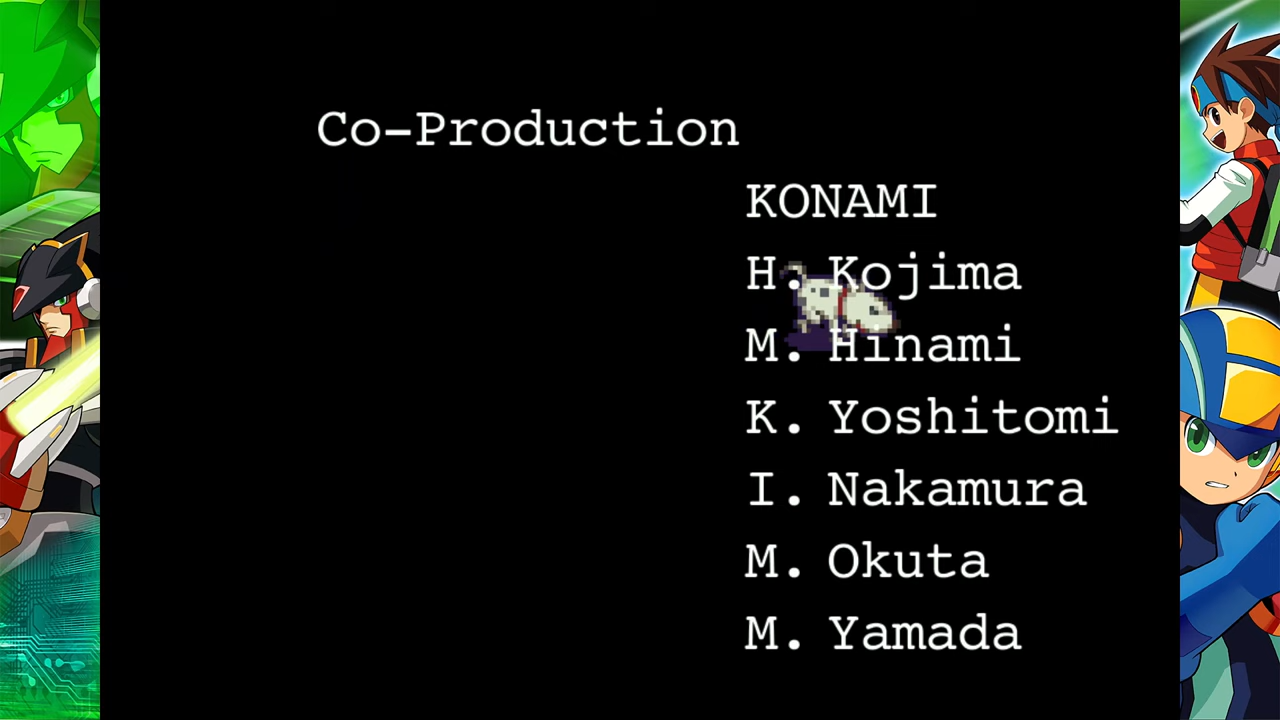 Co-Production
KONAMI
H. Kojima
M. Hinami
K. Yoshitomi
I. Nakamura
M. Okuta
M. Yamada